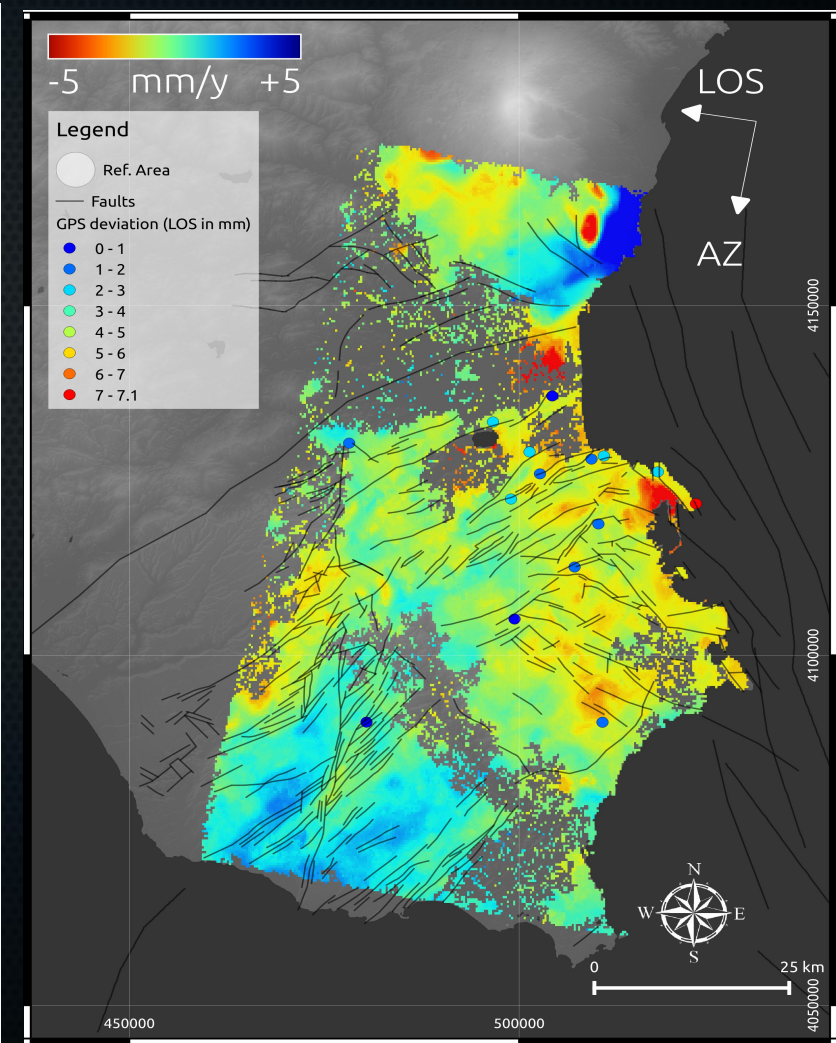 -5 mm/y +5
LOS
AZ
Legend
Ref. Area
Faults
GPS deviation (LOS in mm)
0 - 1
1 - 2
2 - 3
3 - 4
4 - 5
5 - 6
6 - 7
7 - 7.1
4150000
4100000
4050000
N
W E
S
0 25 km
450000 500000